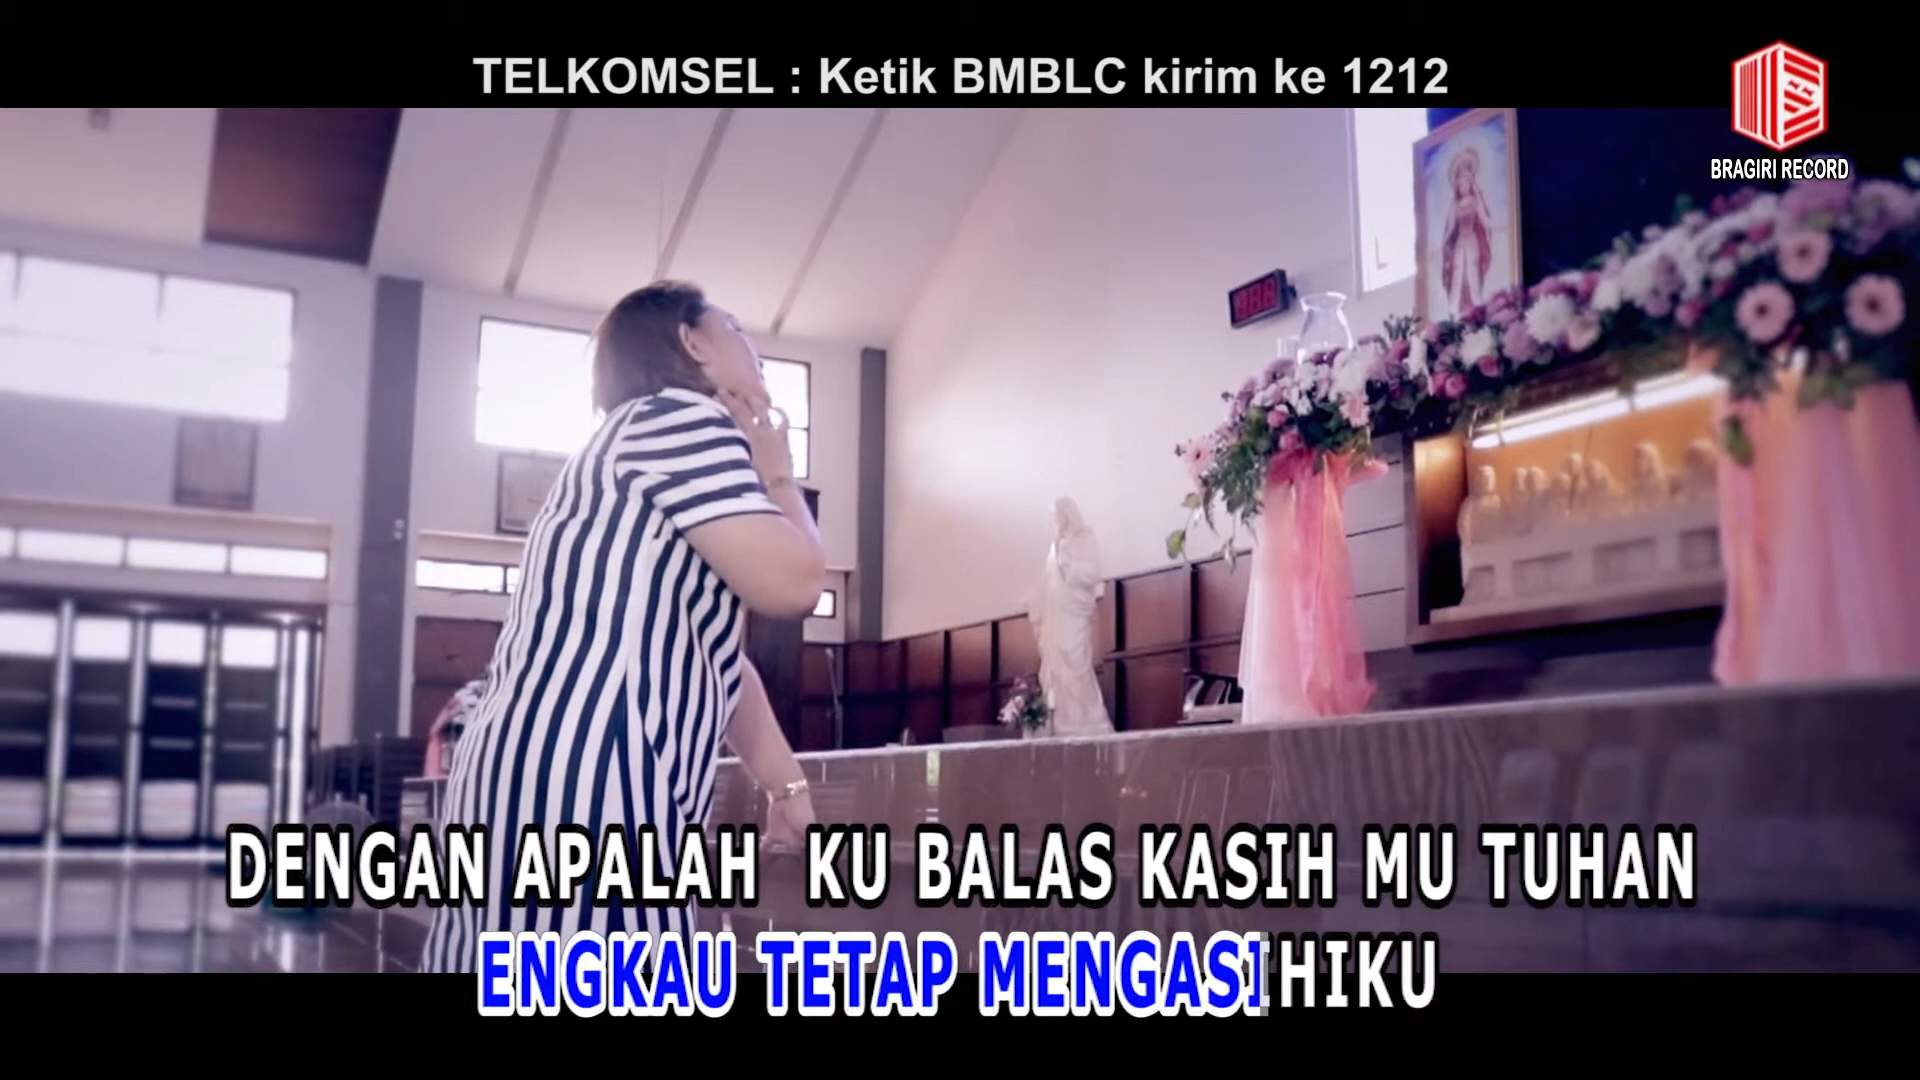 TELKOMSEL : Ketik BMBLC kirim ke 1212
BRAGIRI RECORD
DENGAN APALAH KU BALAS KASIH MU TUHAN
ENGKAU TETAP MENGASIHIKU